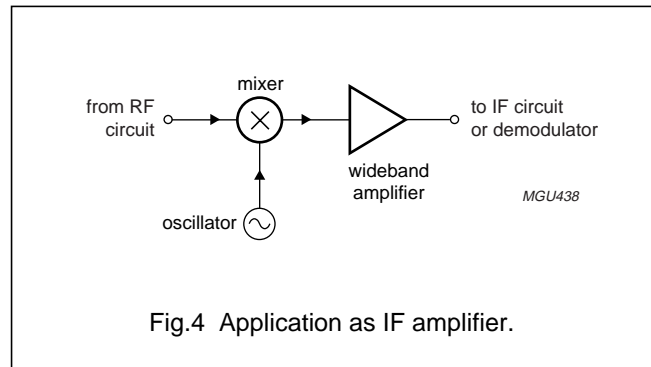 mixer
from RF
circuit
to IF circuit
or demodulator
wideband
amplifier
oscillator
MGU438
Fig.4 Application as IF amplifier.